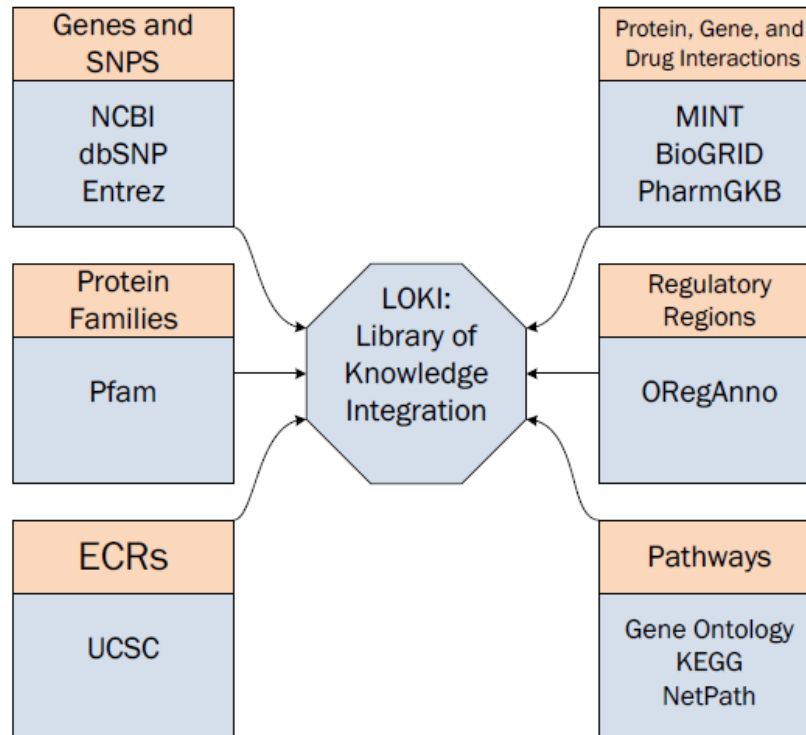 Genes and
SNPS
NCBI
dbSNP
Entrez
Protein, Gene, and
Drug Interactions
MINT
BioGRID
PharmGKB
Protein
Families
Pfam
LOKI:
Library of
Knowledge
Integration
Regulatory
Regions
ORegAnno
ECRs
UCSC
Pathways
Gene Ontology
KEGG
NetPath